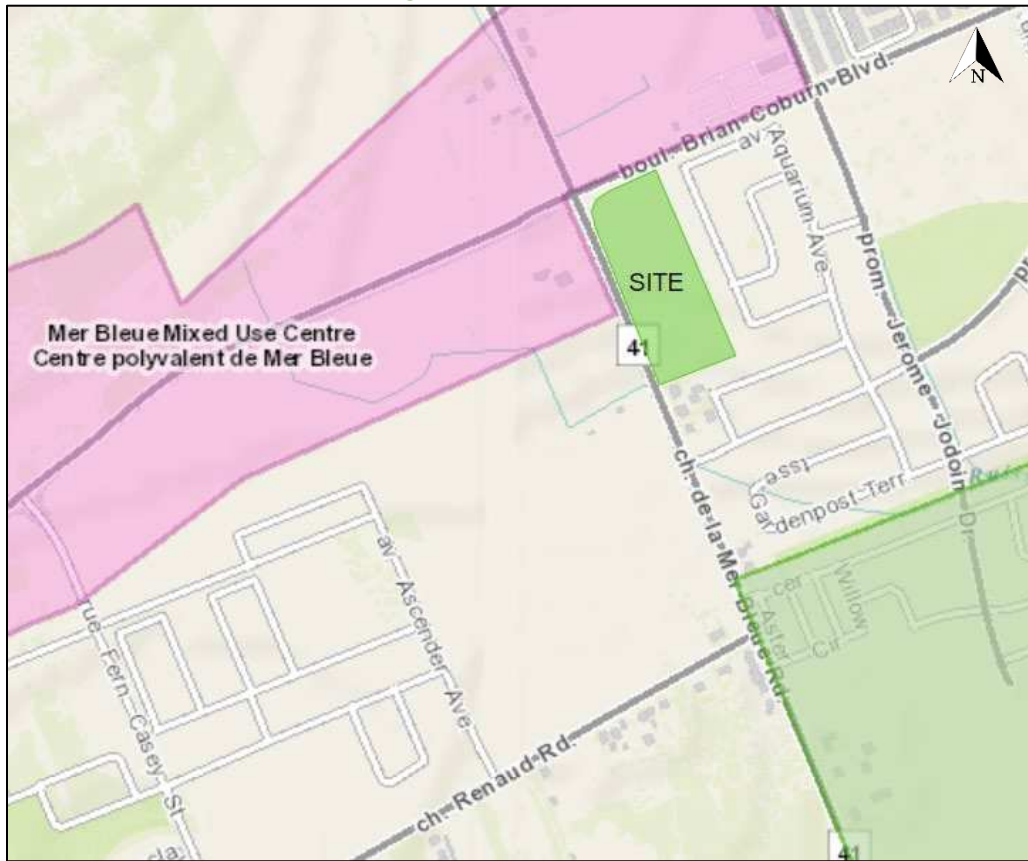 N
boul. Brian-Coburn-Blvd.
av Aquarium-Ave
SITE
prom. Jerome-Jodoin Dr
Mer Bleue Mixed Use Centre
Centre polyvalent de Mer Bleue
41
tsse
Gardenpost-Terr
ch. de-la-Mer Bleue-Rd.
cer
Aster
Cir
Willow
av Ascender Ave
rue Fern Casey St
ch. Renaud Rd.
41